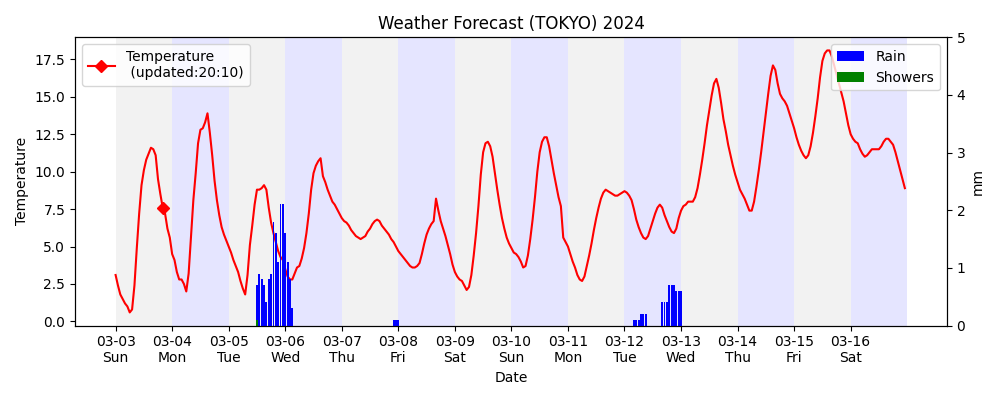 Weather Forecast (TOKYO) 2024
Temperature
(updated:20:10)
Rain
Showers
Temperature
17.5
15.0
12.5
10.0
7.5
5.0
2.5
0.0
5
4
3
2
1
0
mm
03-03 03-04 03-05 03-06 03-07 03-08 03-09 03-10 03-11 03-12 03-13 03-14 03-15 03-16
Sun Mon Tue Wed Thu Fri Sat Sun Mon Tue Wed Thu Fri Sat
Date